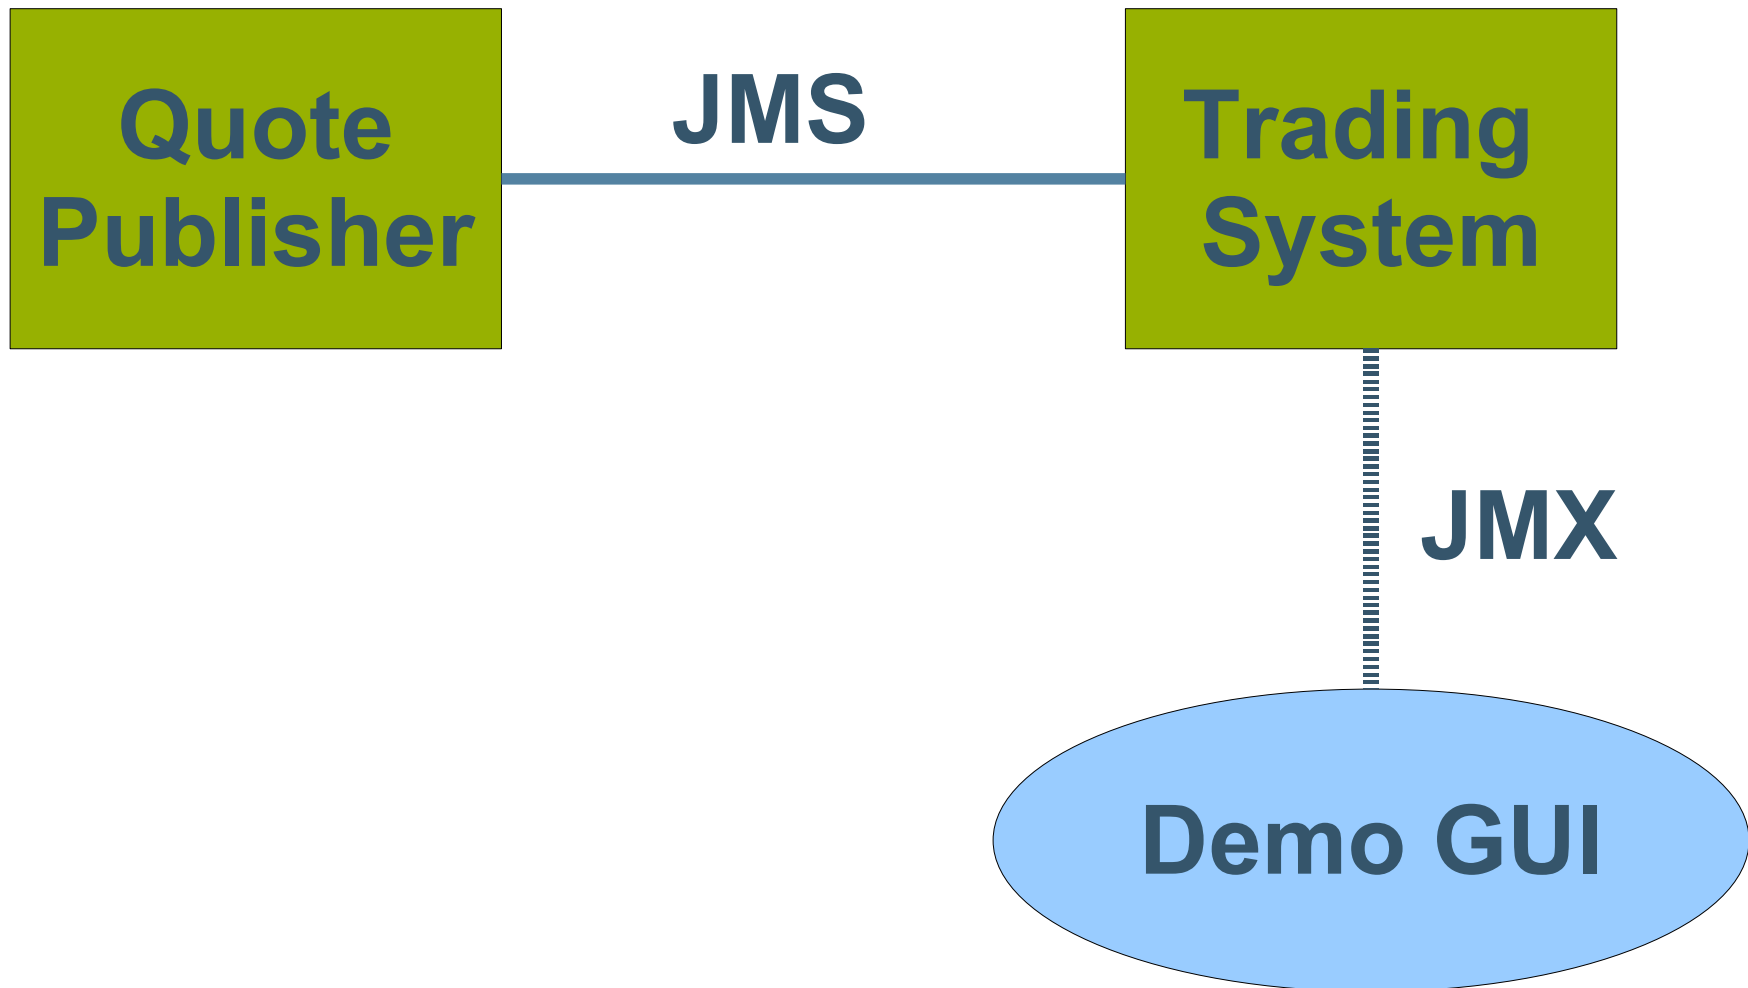 Quote
Publisher
JMS
Trading
System
JMX
Demo GUI